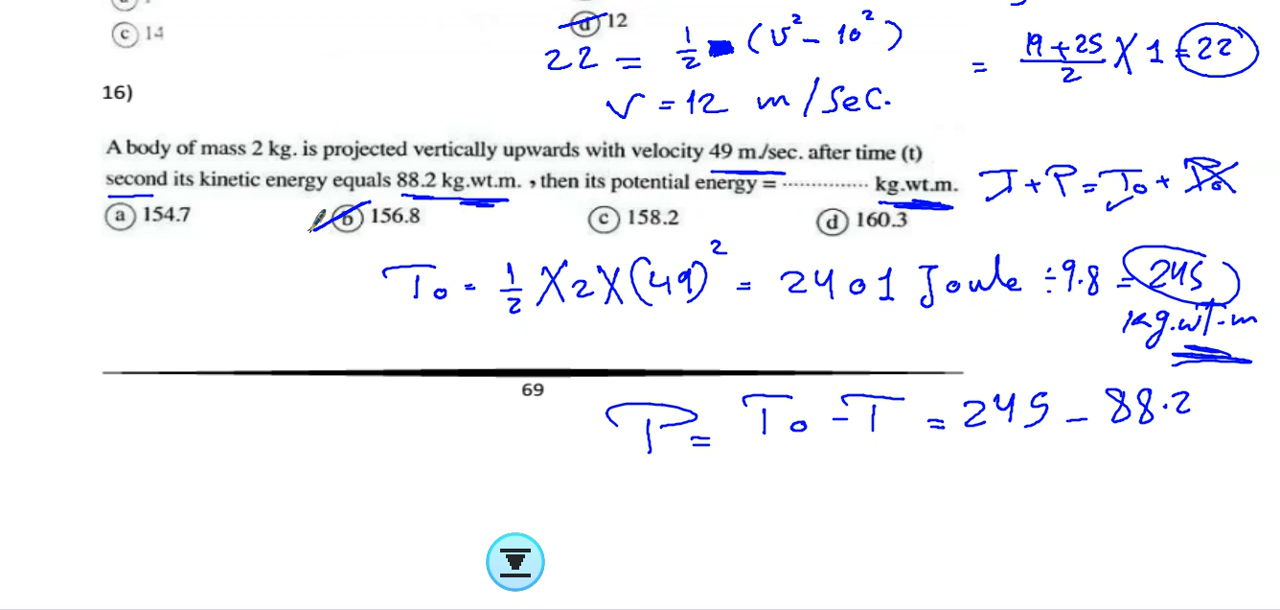 c 14
d 12
22 = 1/2 (v² - 10²)
= 19 + 25 / 2 X 1 = 22
v = 12 m / Sec.
16)
A body of mass 2 kg. is projected vertically upwards with velocity 49 m./sec. after time (t)
second its kinetic energy equals 88.2 kg.wt.m. , then its potential energy = ................ kg.wt.m.
T + P = T₀ + P₀
a 154.7
b 156.8
c 158.2
d 160.3
T₀ = 1/2 X 2 X (49)² = 2401 Joule ÷ 9.8 = 245
kg.wt-m
69
P = T₀ - T = 245 - 88.2